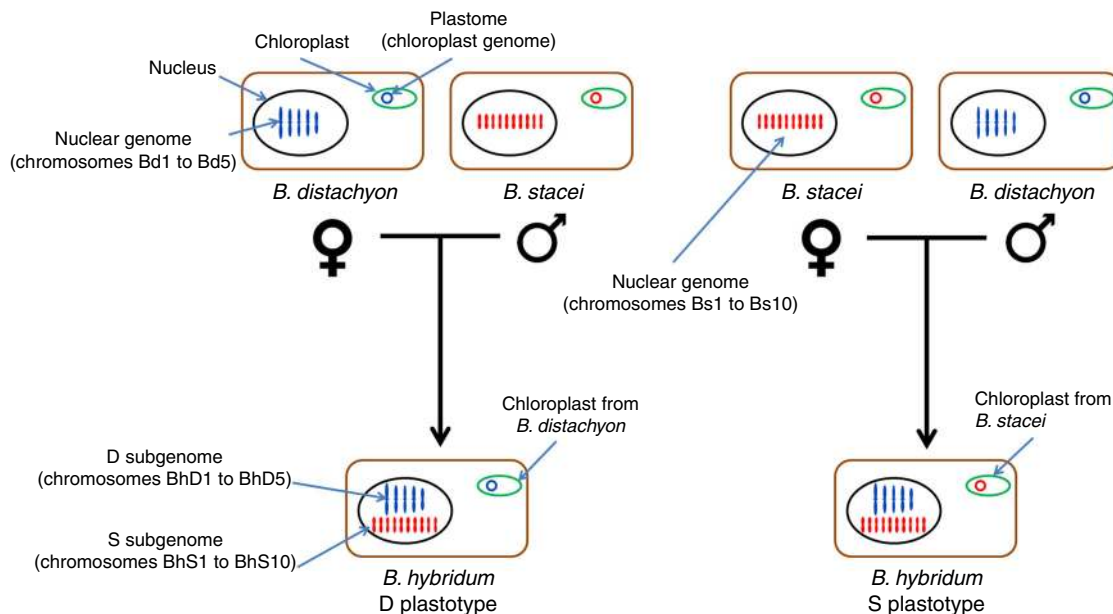 Plastome
(chloroplast genome)
Chloroplast
Nucleus
Nuclear genome
(chromosomes Bd1 to Bd5)
B. distachyon
B. stacei
B. stacei
B. distachyon
Nuclear genome
(chromosomes Bs1 to Bs10)
Chloroplast from
B. distachyon
Chloroplast from
B. stacei
D subgenome
(chromosomes BhD1 to BhD5)
S subgenome
(chromosomes BhS1 to BhS10)
B. hybridum
D plastotype
B. hybridum
S plastotype